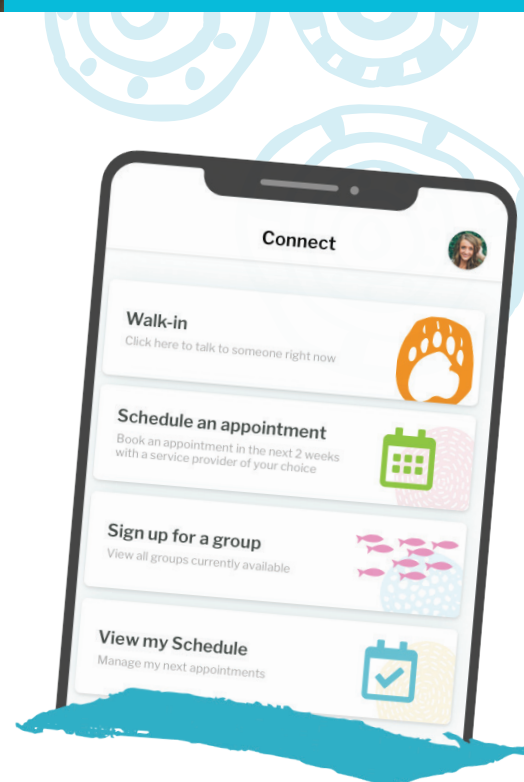 Connect
Walk-in
Click here to talk to someone right now
Schedule an appointment
Book an appointment in the next 2 weeks
with a service provider of your choice
Sign up for a group
View all groups currently available
View my Schedule
Manage my next appointments